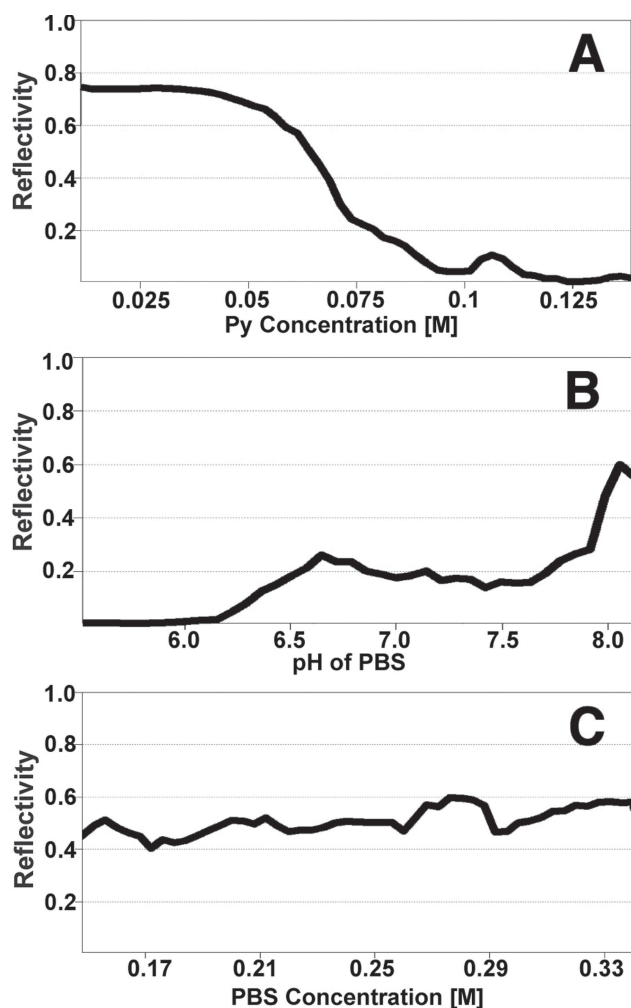 A
1.0
0.8
0.6
0.4
0.2
Reflectivity
0.025 0.05 0.075 0.1 0.125
Py Concentration [M]
B
1.0
0.8
0.6
0.4
0.2
Reflectivity
6.0 6.5 7.0 7.5 8.0
pH of PBS
C
1.0
0.8
0.6
0.4
0.2
Reflectivity
0.17 0.21 0.25 0.29 0.33
PBS Concentration [M]